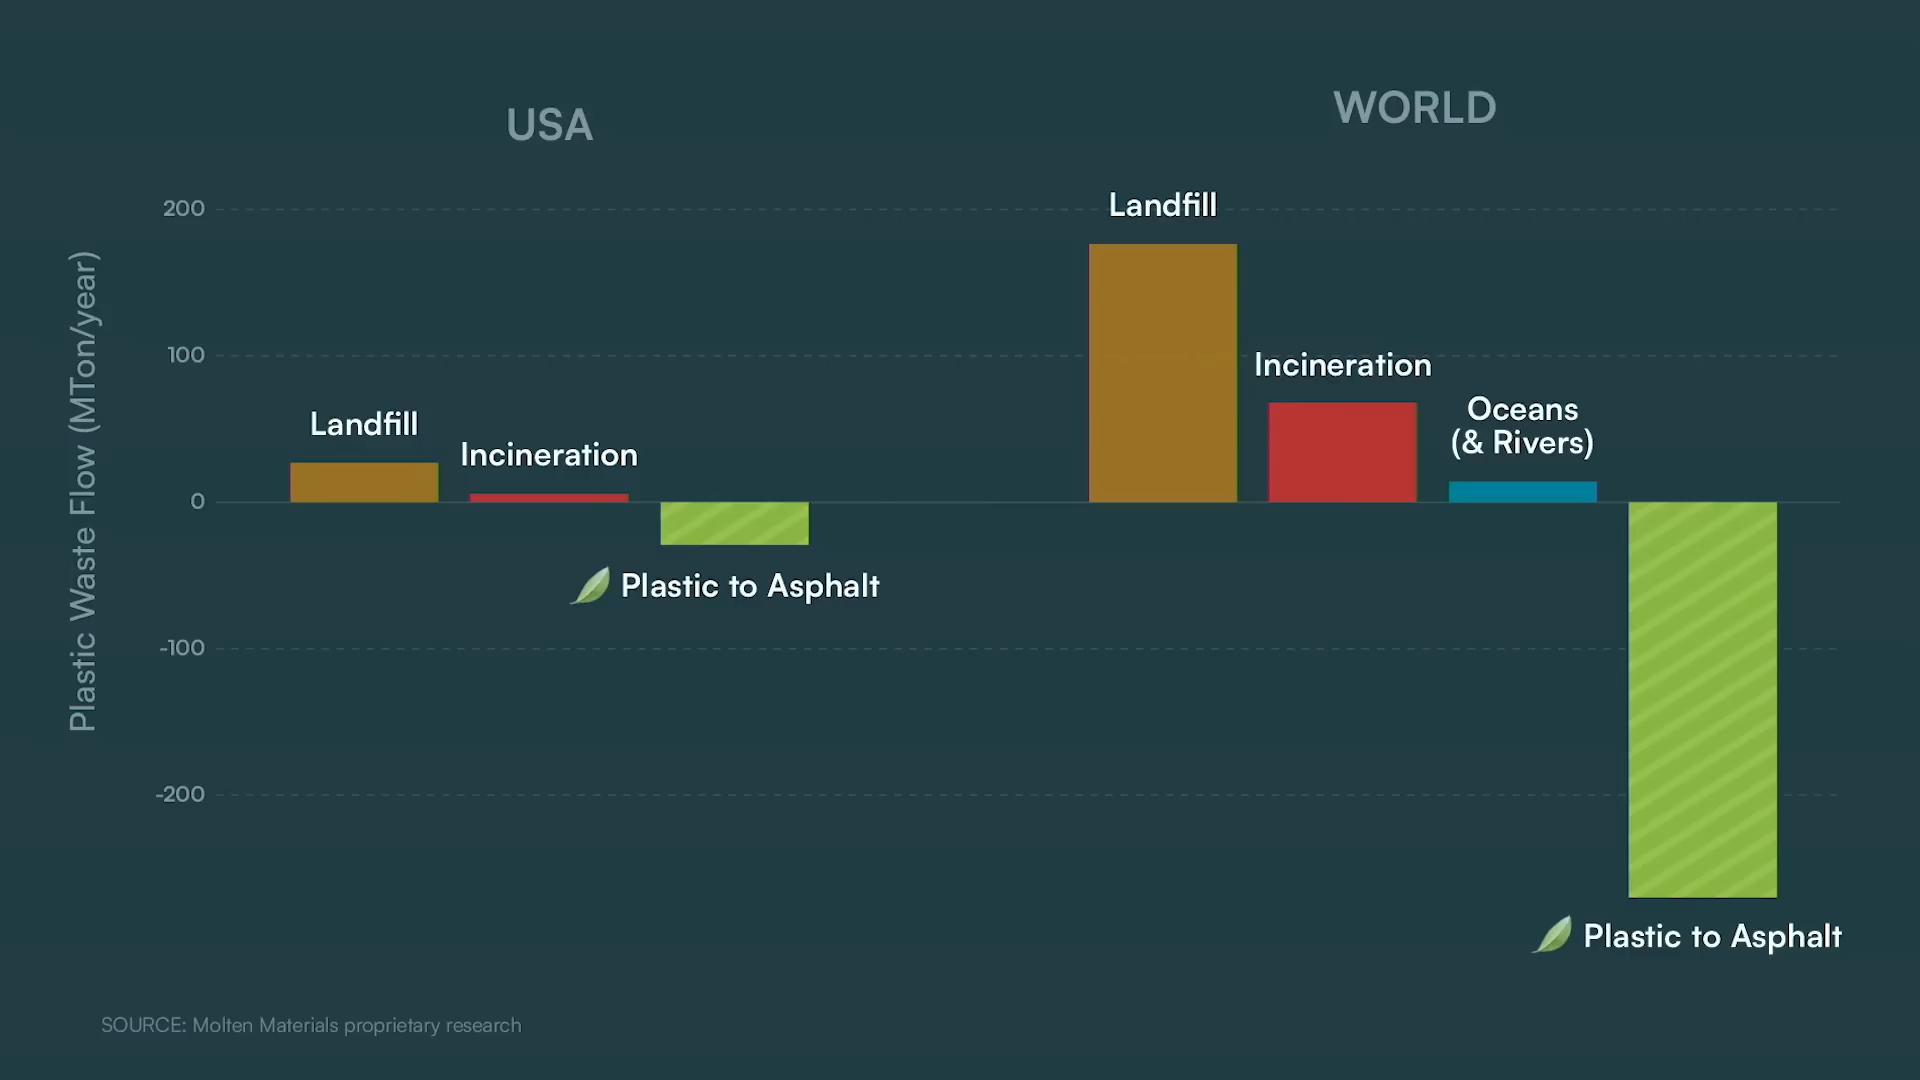 USA
WORLD
Plastic Waste Flow (MTon/year)
200
100
0
-100
-200
Landfill
Incineration
Plastic to Asphalt
Landfill
Incineration
Oceans
(& Rivers)
Plastic to Asphalt
SOURCE: Molten Materials proprietary research